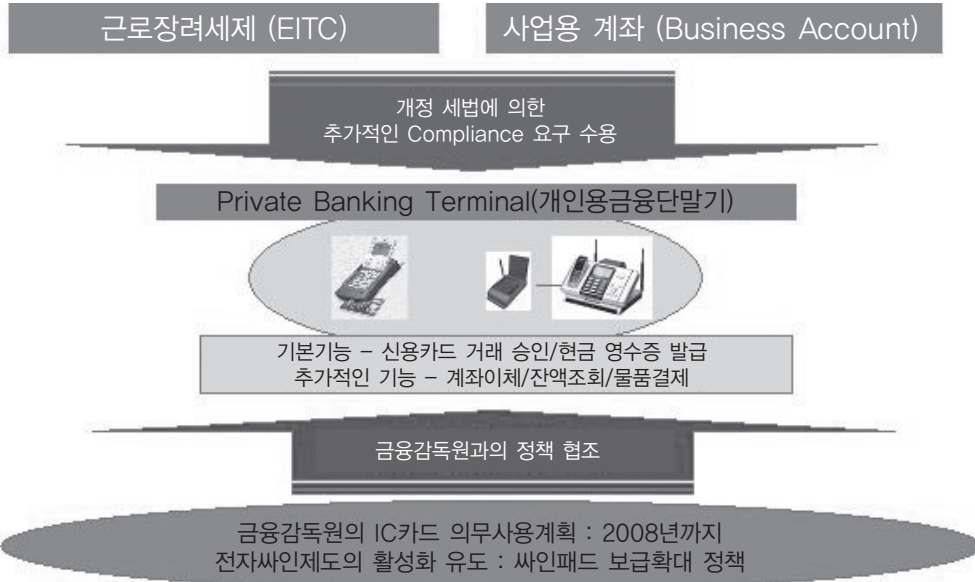 근로장려세제 (EITC)
사업용 계좌 (Business Account)
개정 세법에 의한
추가적인 Compliance 요구 수용
Private Banking Terminal(개인용금융단말기)
기본기능 – 신용카드 거래 승인/현금 영수증 발급
추가적인 기능 – 계좌이체/잔액조회/물품결제
금융감독원과의 정책 협조
금융감독원의 IC카드 의무사용계획 : 2008년까지
전자싸인제도의 활성화 유도 : 싸인패드 보급확대 정책